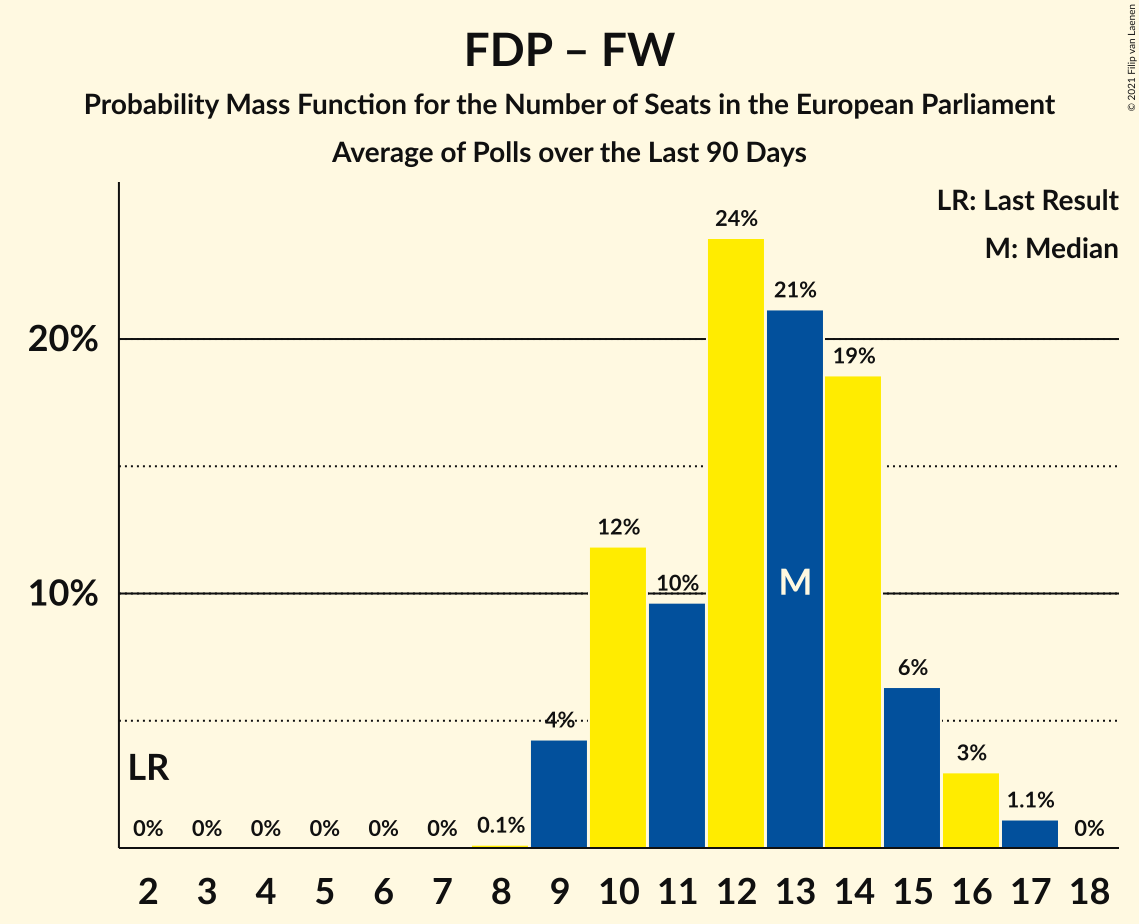 FDP – FW
Probability Mass Function for the Number of Seats in the European Parliament
Average of Polls over the Last 90 Days
© 2021 Filip van Laenen
LR: Last Result
M: Median
24%
21%
20%
19%
12%
10%
10%
M
6%
4%
3%
LR
1.1%
0% 0% 0% 0% 0% 0% 0.1% 0%
2 3 4 5 6 7 8 9 10 11 12 13 14 15 16 17 18